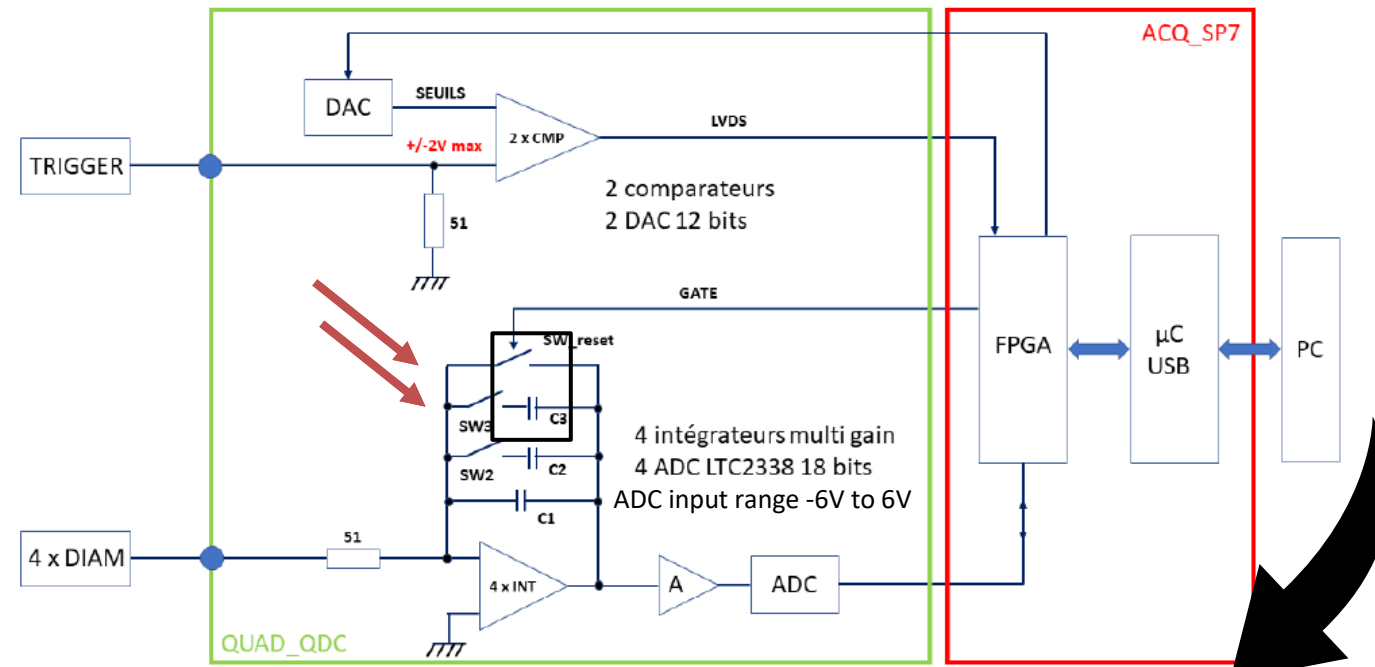 ACQ_SP7
DAC
SEUILS
2 x CMP
LVDS
+/-2V max
TRIGGER
51
2 comparateurs
2 DAC 12 bits
GATE
SW_reset
FPGA
µC
USB
PC
SW3
C3
SW2
C2
C1
4 intégrateurs multi gain
4 ADC LTC2338 18 bits
ADC input range -6V to 6V
4 x DIAM
51
4 x INT
A
ADC
QUAD_QDC